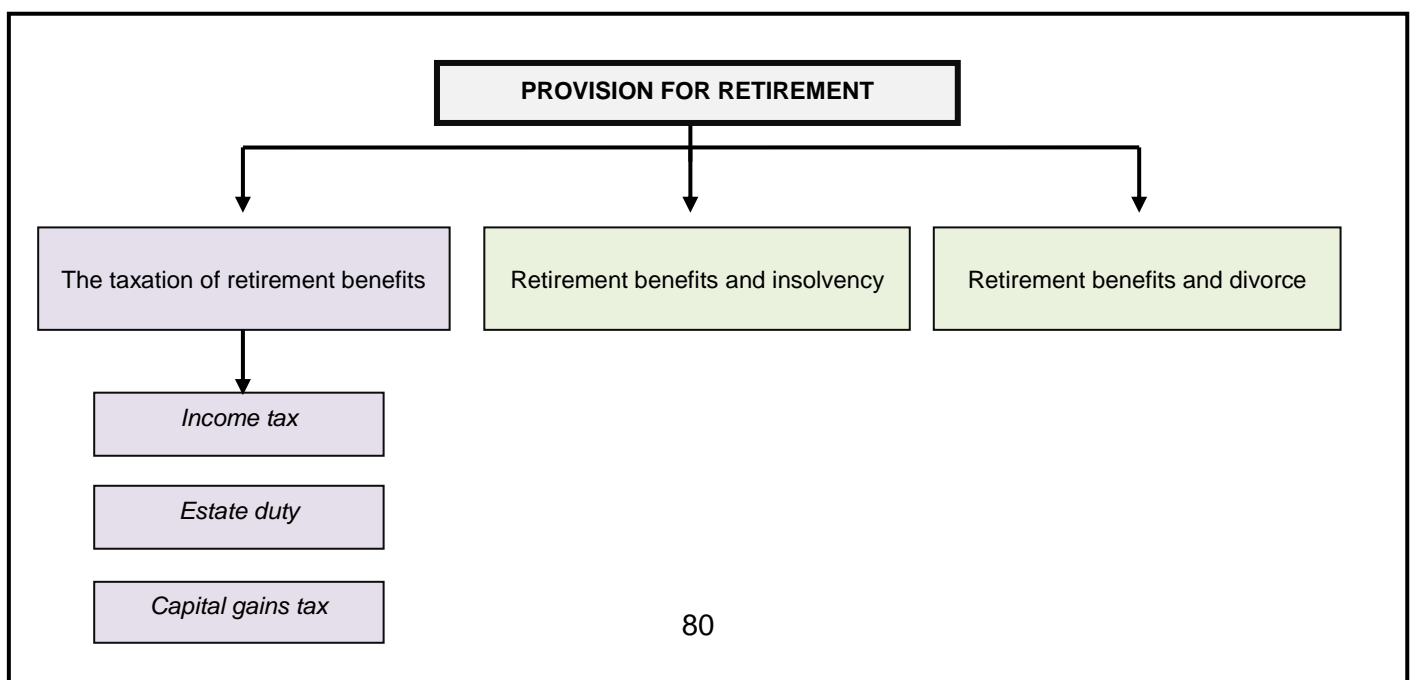 PROVISION FOR RETIREMENT
The taxation of retirement benefits
Retirement benefits and insolvency
Retirement benefits and divorce
Income tax
Estate duty
Capital gains tax
80